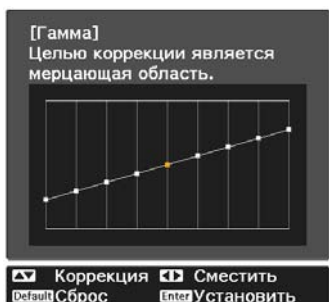 [Гамма]
Целью коррекции является
мерцающая область.
Коррекция Сместить
Default Сброс Enter Установить